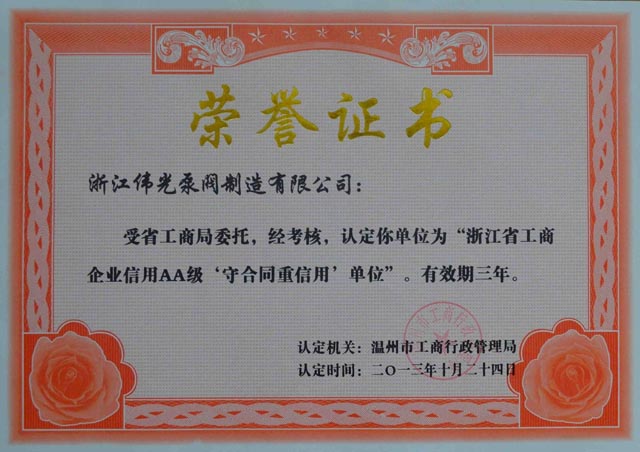 荣誉证书
浙江伟光泵阀制造有限公司：
受省工商局委托，经考核，认定你单位为“浙江省工商
企业信用AA级‘守合同重信用’单位”。有效期三年。
认定机关：温州市工商行政管理局
认定时间：二〇一三年十月二十四日